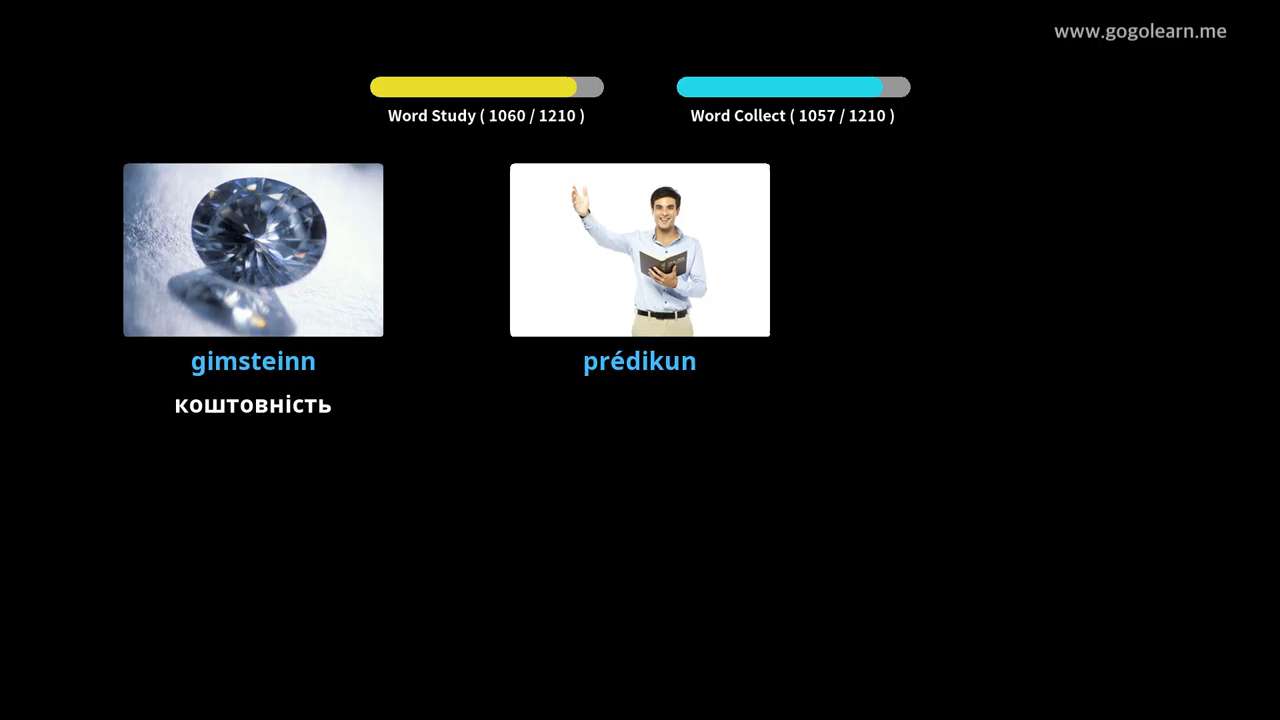 www.gogolearn.me
Word Study ( 1060 / 1210 )
Word Collect ( 1057 / 1210 )
gimsteinn
prédikun
коштовність